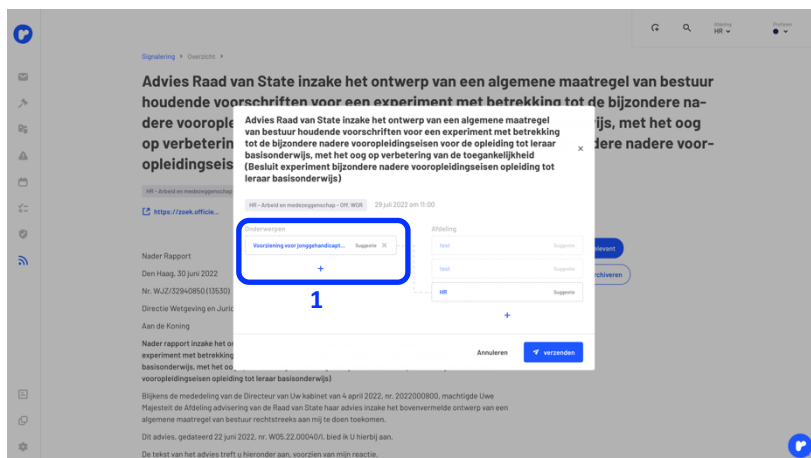 Afdeling
HR
Profielen
Signalering
Overzicht
Advies Raad van State inzake het ontwerp van een algemene maatregel van bestuur
houdende voorschriften voor een experiment met betrekking tot de bijzondere na-
dere vooropleid
ijs, met het oog
op verbetering
dere nadere voor-
opleidingseis
HR - Arbeid en medezeggenschap
https://zoek.officie...
Nader Rapport
Den Haag, 30 juni 2022
Nr. WJZ/32940850(13530)
Directie Wetgeving en Juric
Aan de Koning
Nader rapport inzake het on
experiment met betrekking
basisonderwijs, met het oo
vooropleidingseisen opleiding tot leraar basisonderwijs)
Blijkens de mededeling van de Directeur van Uw kabinet van 4 april 2022, nr. 2022000800, machtigde Uwe
Majesteit de Afdeling advisering van de Raad van State haar advies inzake het bovenvermelde ontwerp van een
algemene maatregel van bestuur rechtstreeks aan mij te doen toekomen.
Dit advies, gedateerd 22 juni 2022, nr. W05.22.00040/I, bied ik U hierbij aan.
De tekst van het advies treft u hieronder aan, voorzien van mijn reactie.
elevant
rchiveren
Advies Raad van State inzake het ontwerp van een algemene maatregel
van bestuur houdende voorschriften voor een experiment met betrekking
tot de bijzondere nadere vooropleidingseisen voor de opleiding tot leraar
basisonderwijs, met het oog op verbetering van de toegankelijkheid
(Besluit experiment bijzondere nadere vooropleidingseisen opleiding tot
leraar basisonderwijs)
HR - Arbeid en medezeggenschap - Off. WOR
29 juli 2022 om 11:00
Onderwerpen
Voorziening voor jonggehandicapt...
Suggestie
+
1
Afdeling
test
Suggestie
test
Suggestie
HR
Suggestie
+
Annuleren
verzenden